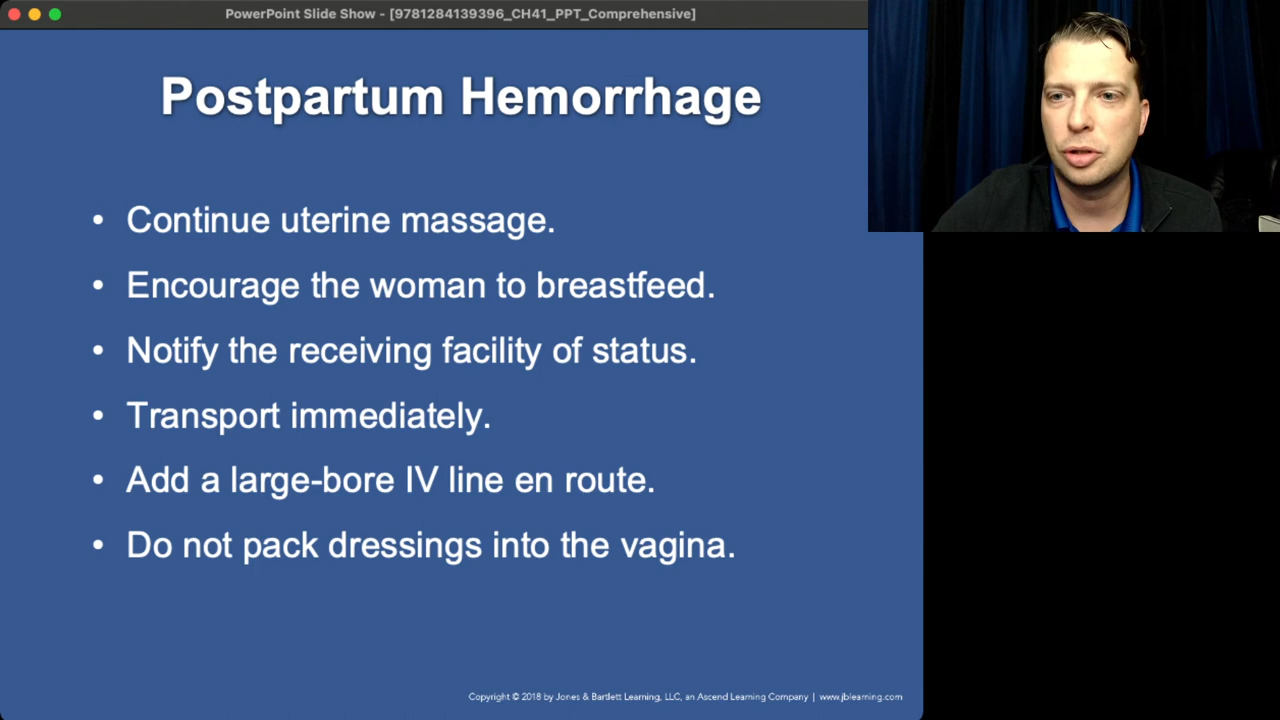 PowerPoint Slide Show - [9781284139396_CH41_PPT_Comprehensive]
Postpartum Hemorrhage
• Continue uterine massage.
• Encourage the woman to breastfeed.
• Notify the receiving facility of status.
• Transport immediately.
• Add a large-bore IV line en route.
• Do not pack dressings into the vagina.
Copyright © 2018 by Jones & Bartlett Learning, LLC, an Ascend Learning Company | www.jblearning.com